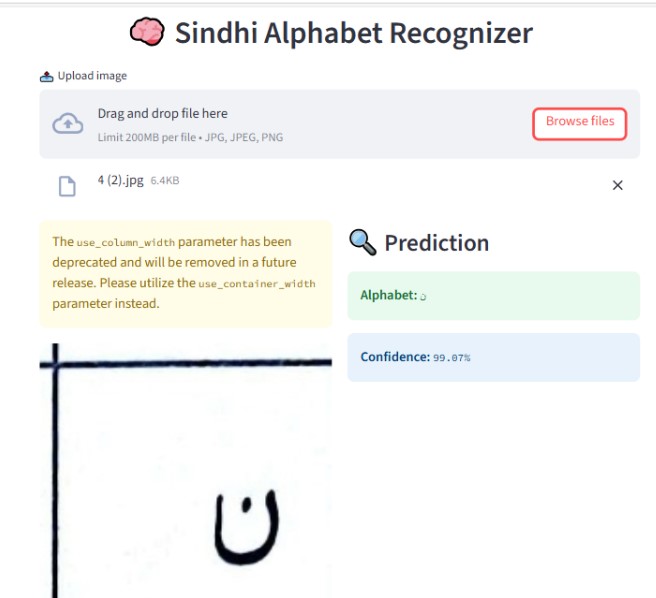 Sindhi Alphabet Recognizer
Upload image
Drag and drop file here
Limit 200MB per file • JPG, JPEG, PNG
Browse files
4 (2).jpg 6.4KB
The use_column_width parameter has been
deprecated and will be removed in a future
release. Please utilize the use_container_width
parameter instead.
ن
Prediction
Alphabet: ن
Confidence: 99.07%